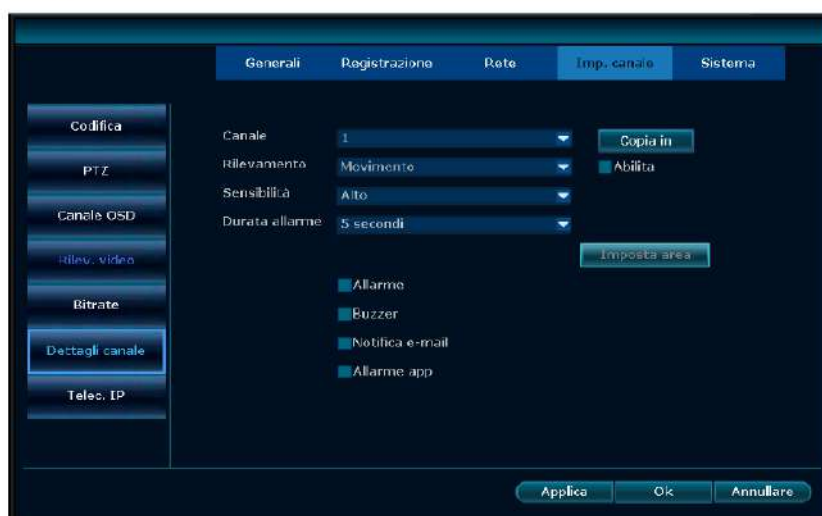 Generali Registrazione Rete Imp. canale Sistema
Codifica
PTZ
Canale OSD
Rilev. video
Bitrate
Dettagli canale
Telec. IP
Canale 1 Copia in
Rilevamento Movimento Abilita
Sensibilità Alto
Durata allarme 5 secondi
Imposta area
Allarme
Buzzer
Notifica e-mail
Allarme app
Applica Ok Annullare